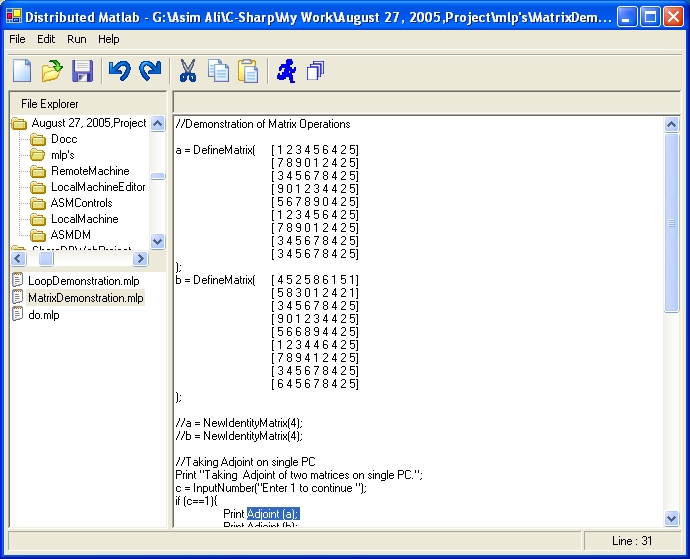 Distributed Matlab - G:\Asim Ali\C-Sharp\My Work\August 27, 2005,Project\mlp's\MatrixDem...
File Edit Run Help
File Explorer
August 27, 2005,Project
Docc
mlp's
RemoteMachine
LocalMachineEditor
ASMControls
LocalMachine
ASMDM
LoopDemonstration.mlp
MatrixDemonstration.mlp
do.mlp
//Demonstration of Matrix Operations
a = DefineMatrix( [1 2 3 4 5 6 4 2 5]
[7 8 9 0 1 2 4 2 5]
[3 4 5 6 7 8 4 2 5]
[9 0 1 2 3 4 4 2 5]
[5 6 7 8 9 0 4 2 5]
[1 2 3 4 5 6 4 2 5]
[7 8 9 0 1 2 4 2 5]
[3 4 5 6 7 8 4 2 5]
[3 4 5 6 7 8 4 2 5]
);
b = DefineMatrix( [4 5 2 5 8 6 1 5 1]
[5 8 3 0 1 2 4 2 1]
[3 4 5 6 7 8 4 2 5]
[9 0 1 2 3 4 4 2 5]
[5 6 6 8 9 4 4 2 5]
[1 2 3 4 4 6 4 2 5]
[7 8 9 4 1 2 4 2 5]
[3 4 5 6 7 8 4 2 5]
[6 4 5 6 7 8 4 2 5]
);
//a = NewIdentityMatrix(4);
//b = NewIdentityMatrix(4);
//Taking Adjoint on single PC
Print "Taking Adjoint of two matrices on single PC.";
c = InputNumber("Enter 1 to continue ");
if (c==1){
Print Adjoint (a);
Print Adjoint (b);
Line : 31